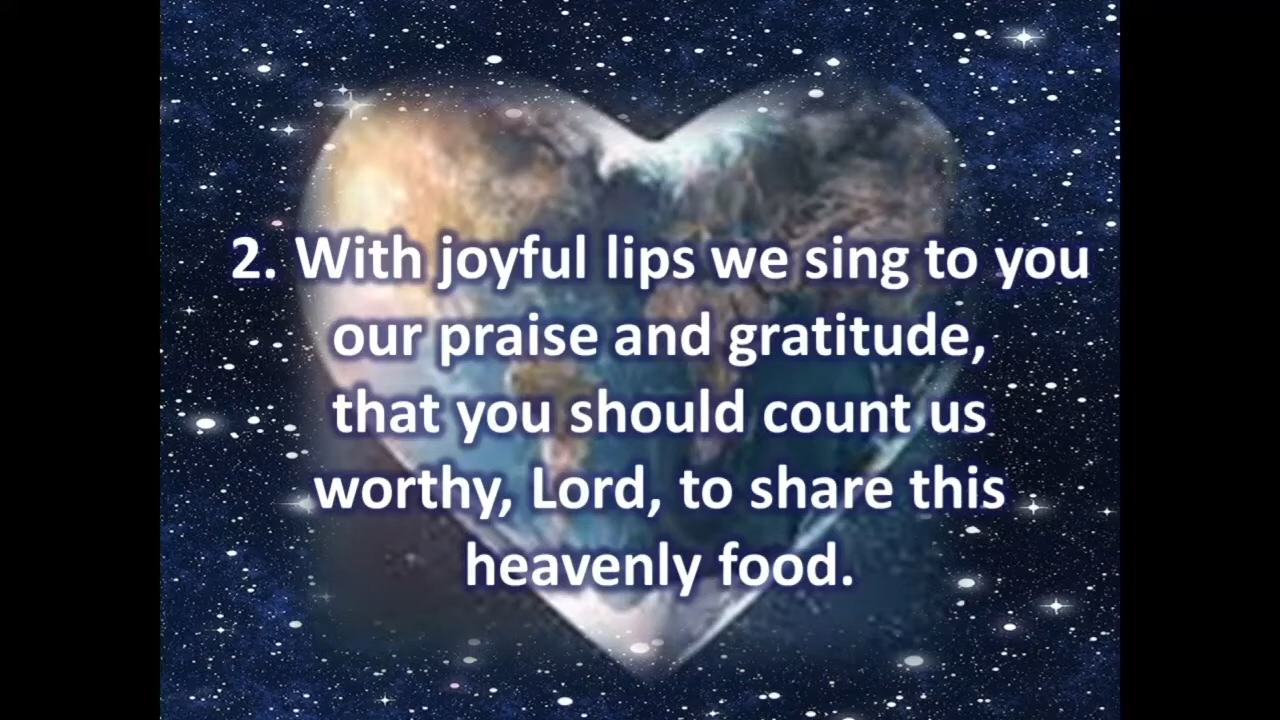 2. With joyful lips we sing to you
our praise and gratitude,
that you should count us
worthy, Lord, to share this
heavenly food.